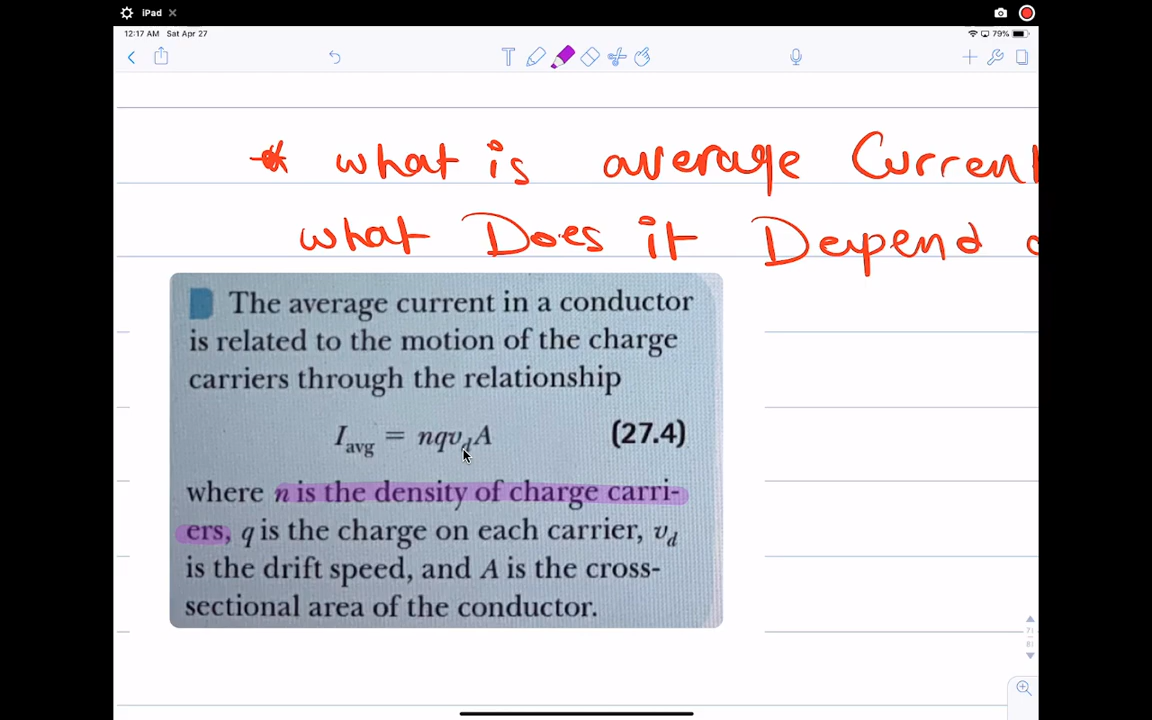 iPad
12:17 AM Sat Apr 27
79%
* what is average Current
what Does it Depend
The average current in a conductor
is related to the motion of the charge
carriers through the relationship
I_avg = nqv_dA (27.4)
where n is the density of charge carri-
ers, q is the charge on each carrier, v_d
is the drift speed, and A is the cross-
sectional area of the conductor.